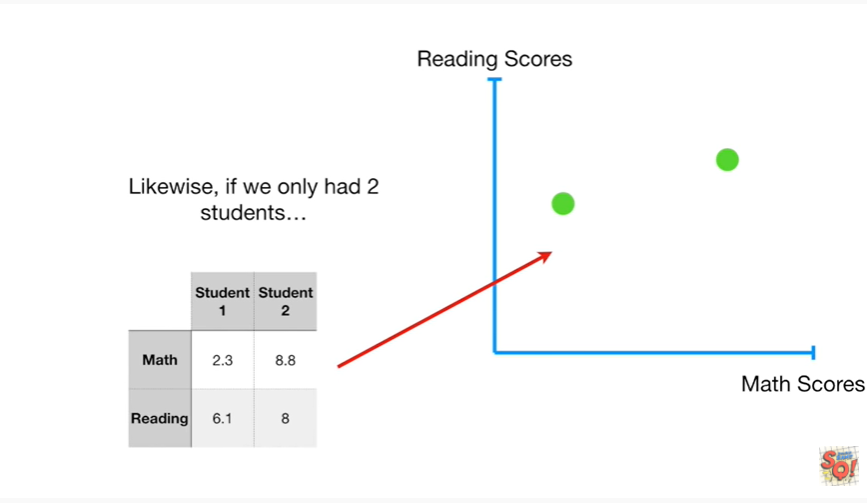 Reading Scores
Likewise, if we only had 2
students…
Student Student
1 2
Math 2.3 8.8
Reading 6.1 8
Math Scores
SQ!